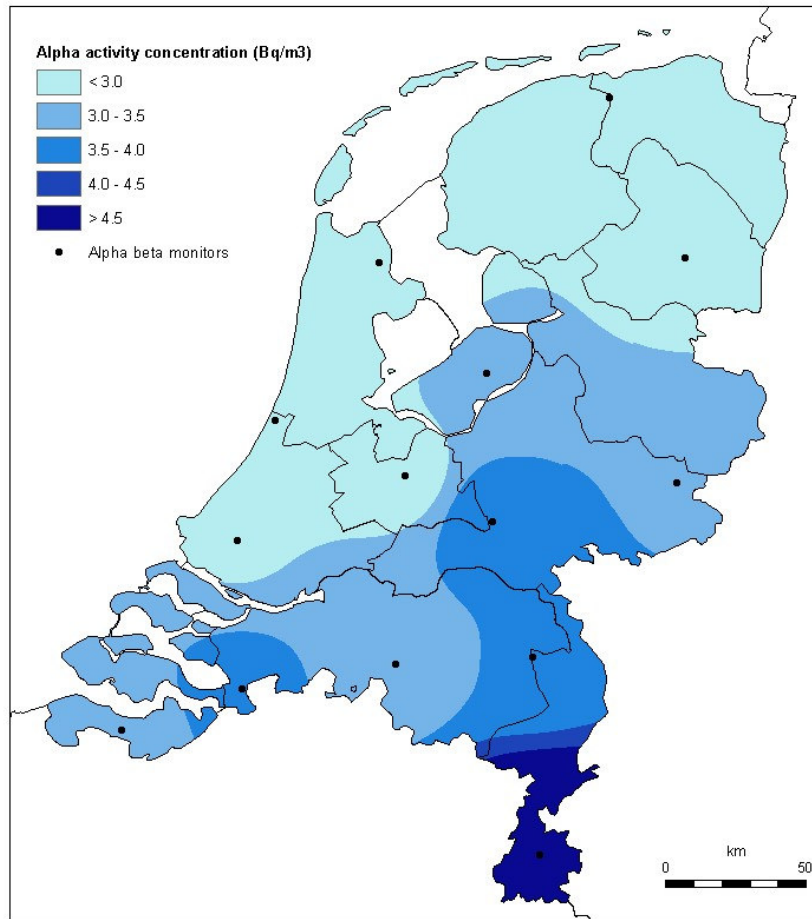 Alpha activity concentration (Bq/m3)
< 3.0
3.0 - 3.5
3.5 - 4.0
4.0 - 4.5
> 4.5
Alpha beta monitors
km
0 50